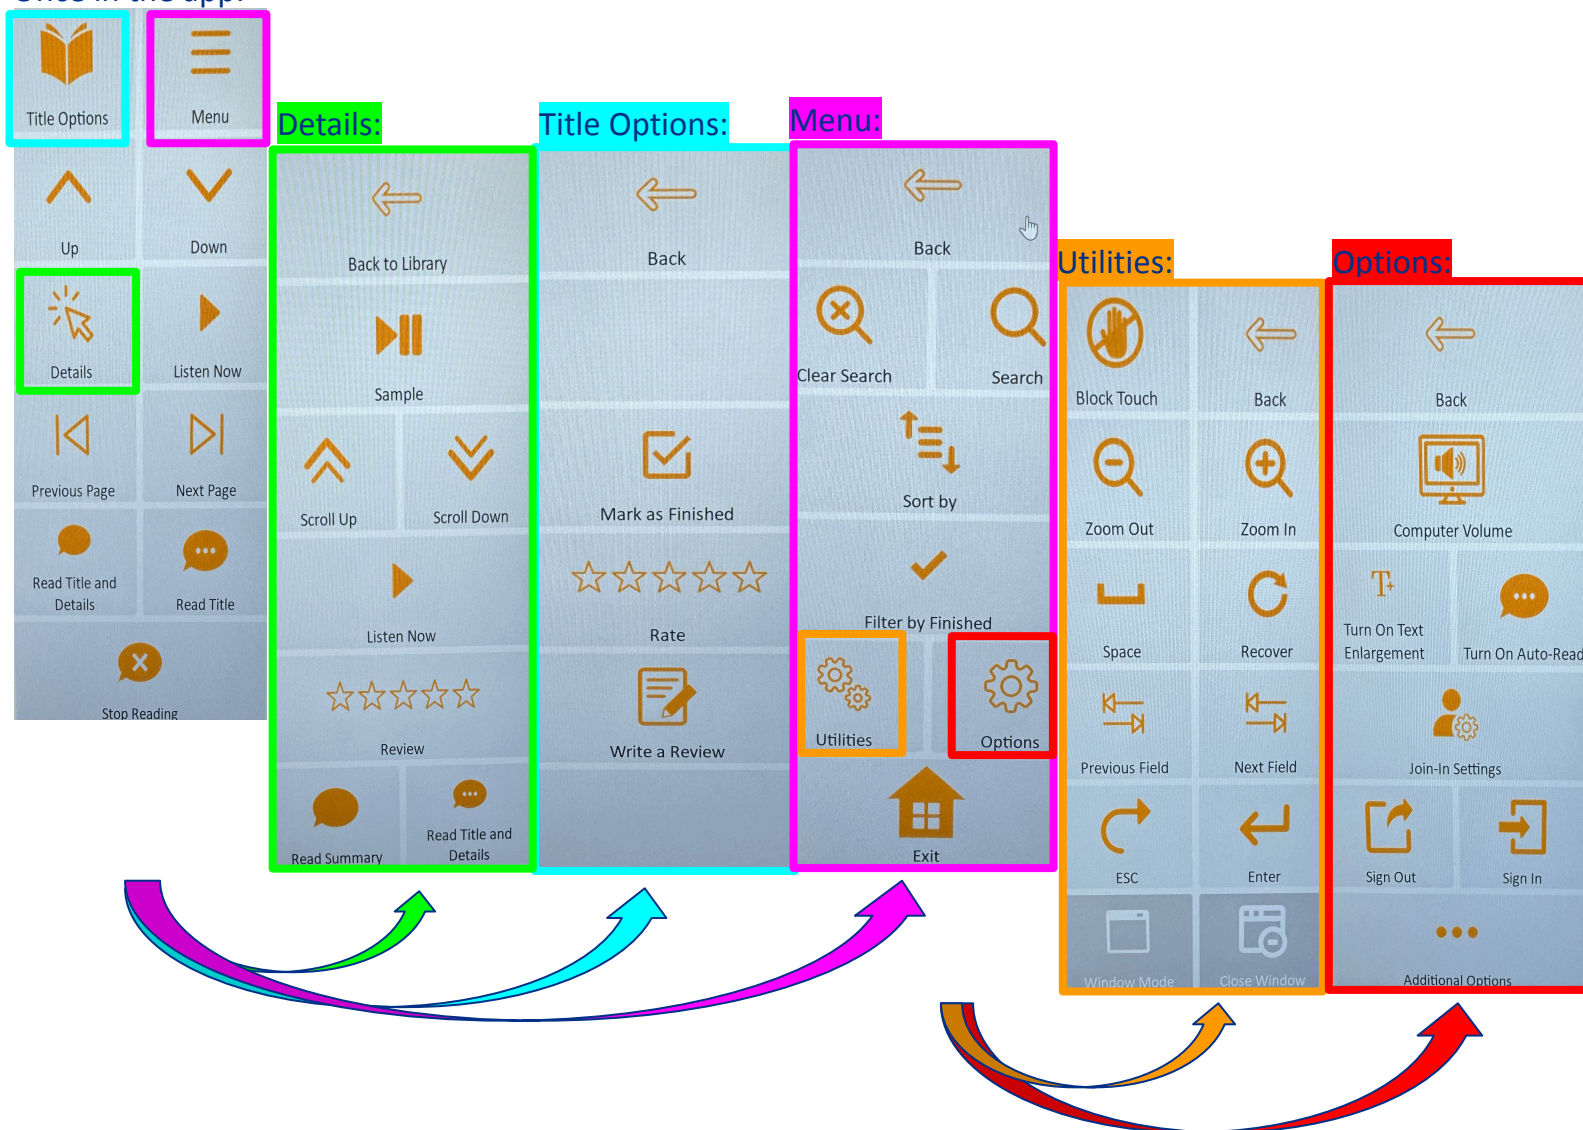 Once in the app:
Title Options
Menu
Up
Down
Details
Listen Now
Previous Page
Next Page
Read Title and
Details
Read Title
Stop Reading
Details:
Back to Library
Sample
Scroll Up
Scroll Down
Listen Now
Review
Read Summary
Read Title and
Details
Title Options:
Back
Mark as Finished
Rate
Write a Review
Menu:
Back
Clear Search
Search
Sort by
Filter by Finished
Utilities
Options
Exit
Utilities:
Block Touch
Back
Zoom Out
Zoom In
Space
Recover
Previous Field
Next Field
ESC
Enter
Window Mode
Close Window
Options:
Back
Computer Volume
Turn On Text
Enlargement
Turn On Auto-Read
Join-In Settings
Sign Out
Sign In
Additional Options